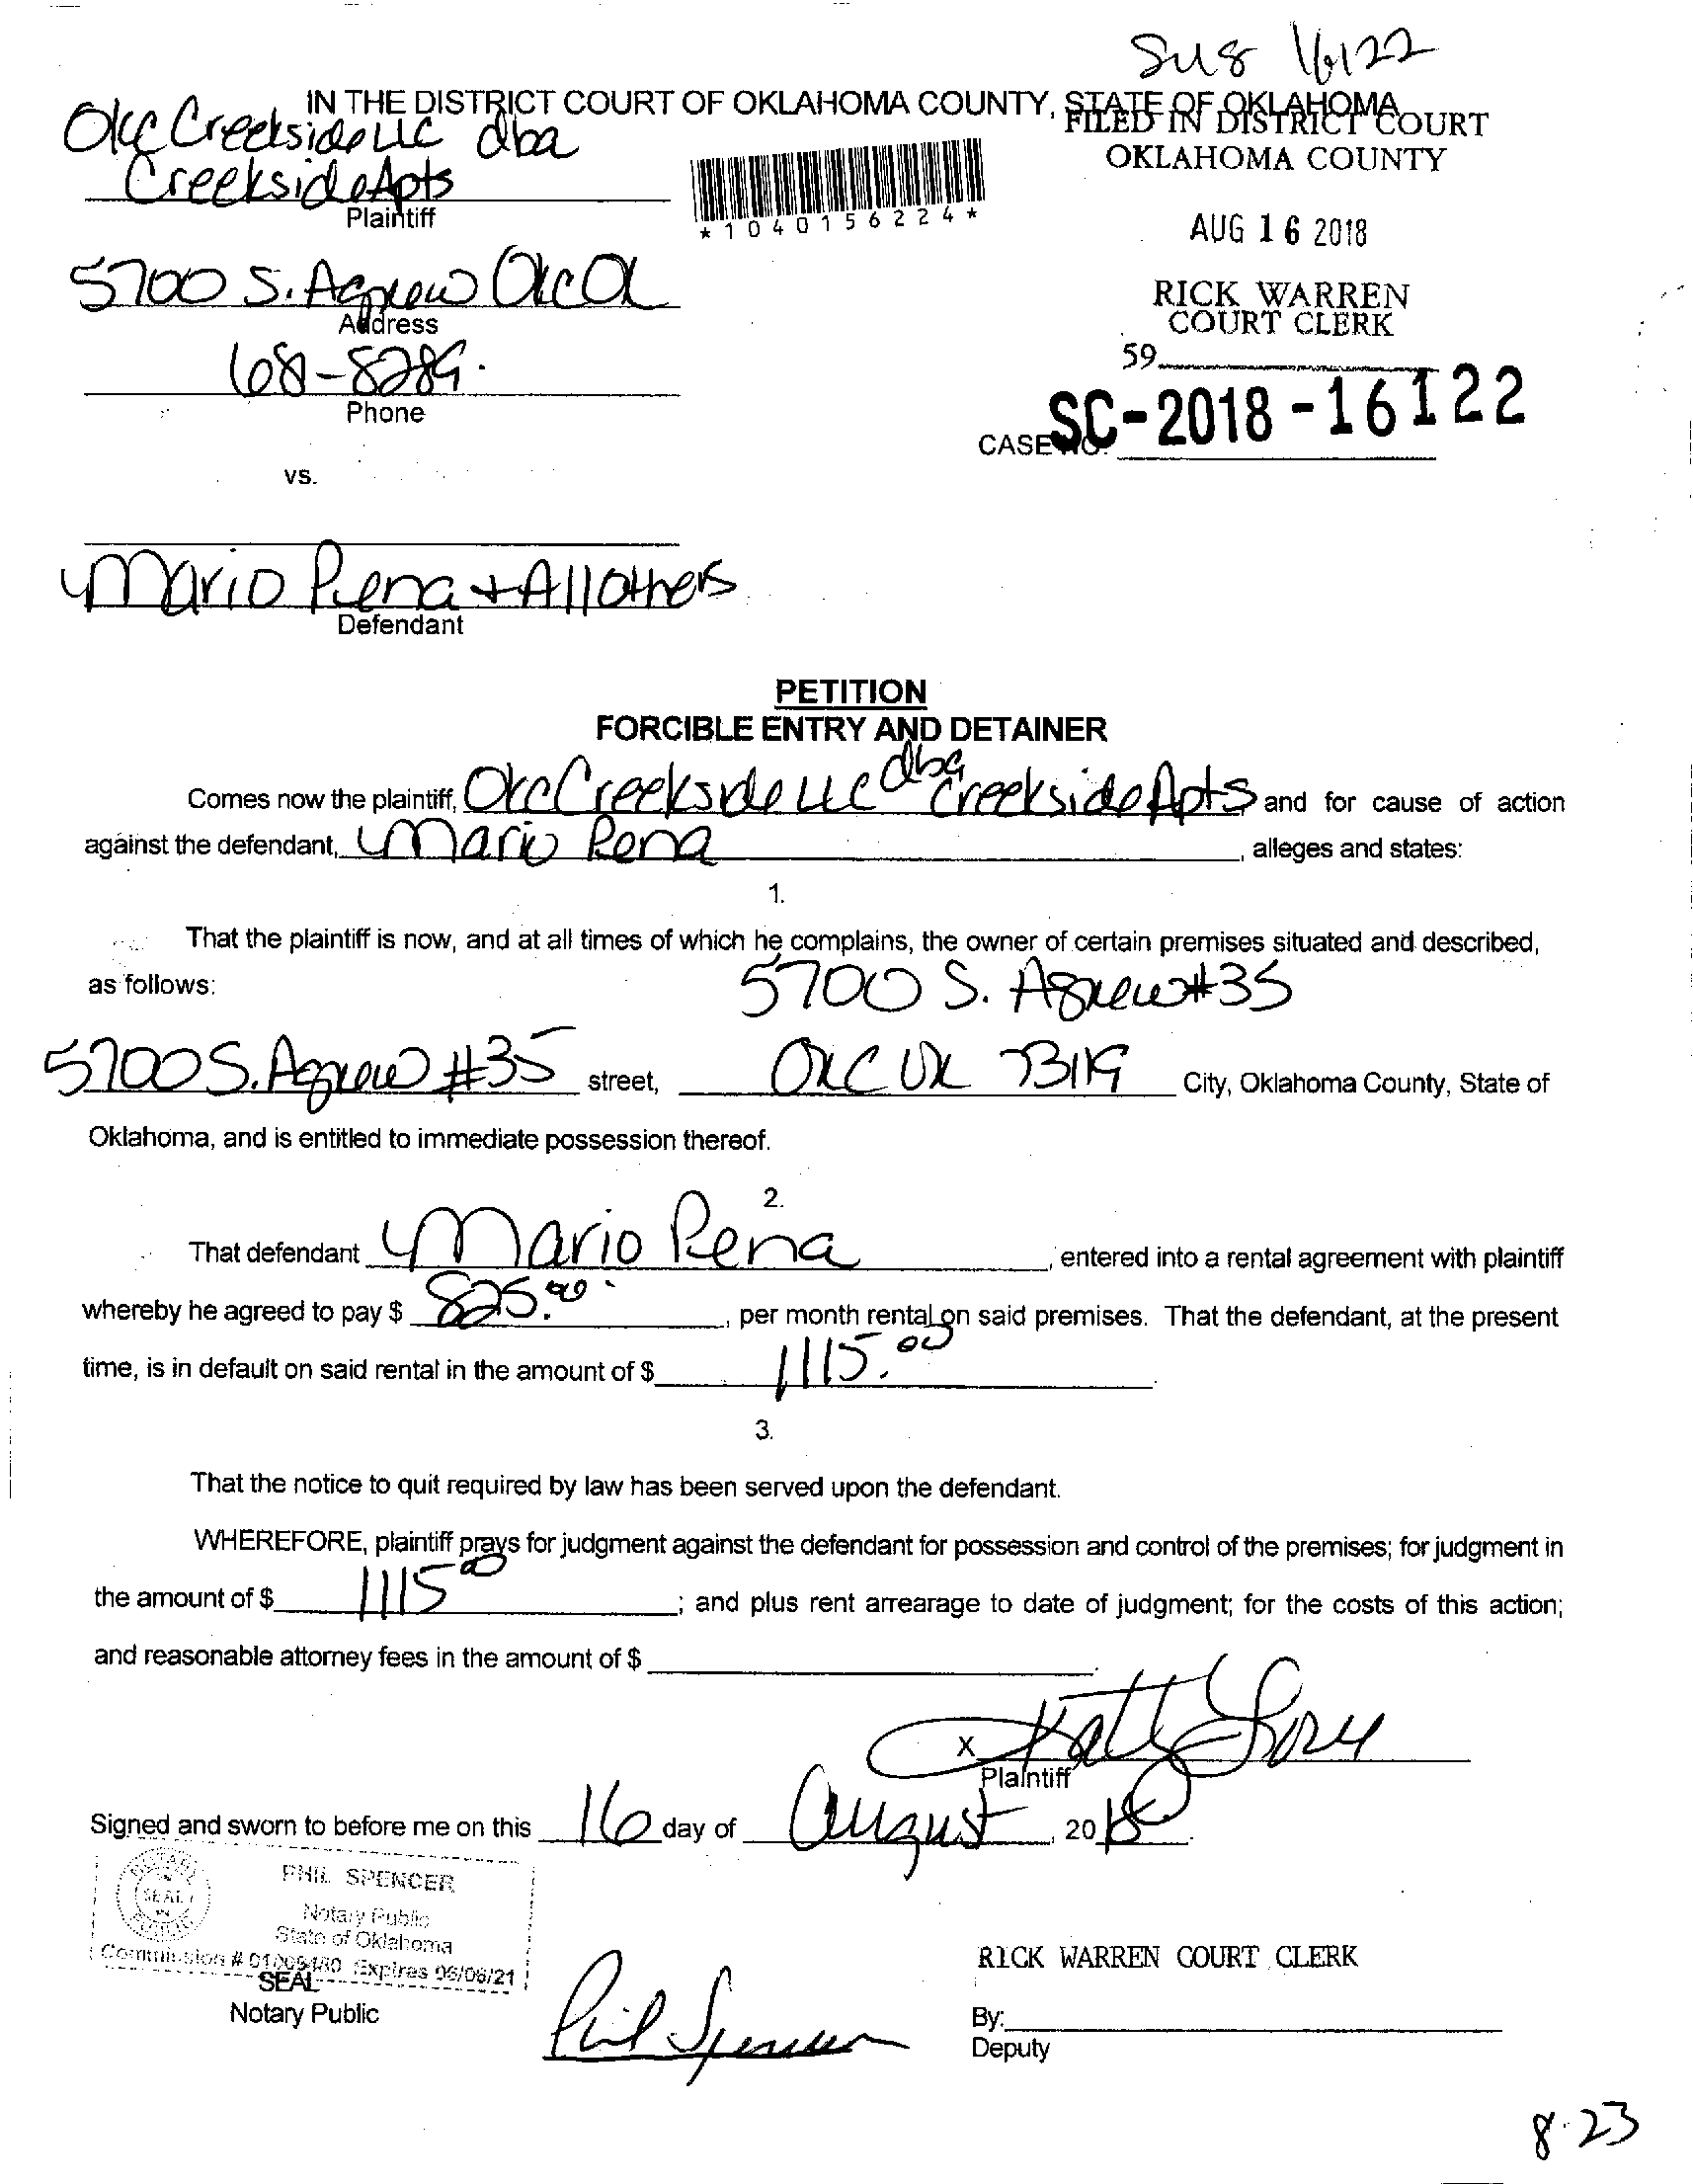 IN THE DISTRICT COURT OF OKLAHOMA COUNTY, STATE OF OKLAHOMA
FILED IN DISTRICT COURT
OKLAHOMA COUNTY
AUG 16 2018
RICK WARREN
COURT CLERK
59
CASE NO. SC-2018-16122
16122
Okc Creekside LLC dba
Creekside Apts
Plaintiff
*1040156224*
5700 S. Agnew OKC OK
Address
68-8289.
Phone
vs.
Mario Pena + All Others
Defendant
PETITION
FORCIBLE ENTRY AND DETAINER
Comes now the plaintiff, Okc Creekside LLC dba Creekside Apts and for cause of action
against the defendant, Mario Pena, alleges and states:
1.
That the plaintiff is now, and at all times of which he complains, the owner of certain premises situated and described,
as follows: 5700 S. Agnew #35
5700 S. Agnew #35 street, OKC OK 73119 City, Oklahoma County, State of
Oklahoma, and is entitled to immediate possession thereof.
2.
That defendant Mario Pena, entered into a rental agreement with plaintiff
whereby he agreed to pay $ 825.00, per month rental on said premises. That the defendant, at the present
time, is in default on said rental in the amount of $ 1115.00
3.
That the notice to quit required by law has been served upon the defendant.
WHEREFORE, plaintiff prays for judgment against the defendant for possession and control of the premises; for judgment in
the amount of $ 1115 00; and plus rent arrearage to date of judgment; for the costs of this action;
and reasonable attorney fees in the amount of $
X
Plaintiff
Signed and sworn to before me on this 16 day of August, 2018.
PHIL SPENCER
Notary Public
State of Oklahoma
Commission # Expires 06/06/21
SEAL
Notary Public
Phil Spencer
RICK WARREN COURT CLERK
By:
Deputy
8-23